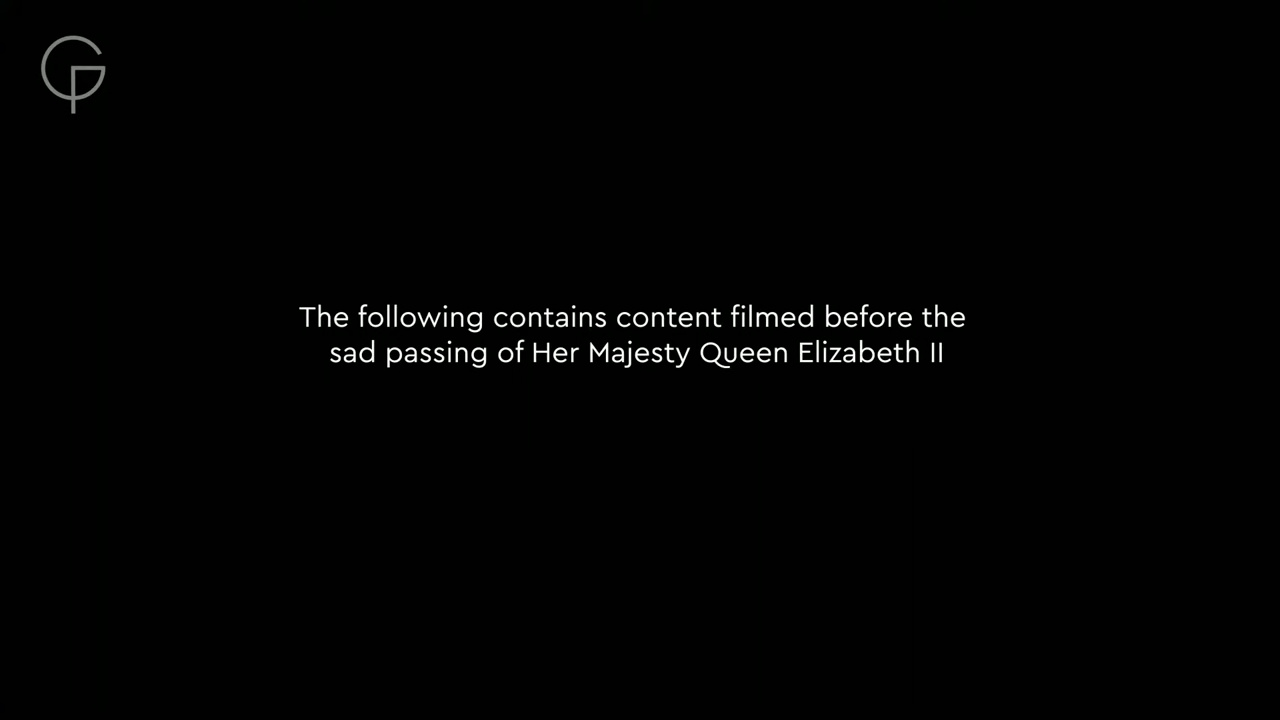 The following contains content filmed before the
sad passing of Her Majesty Queen Elizabeth II